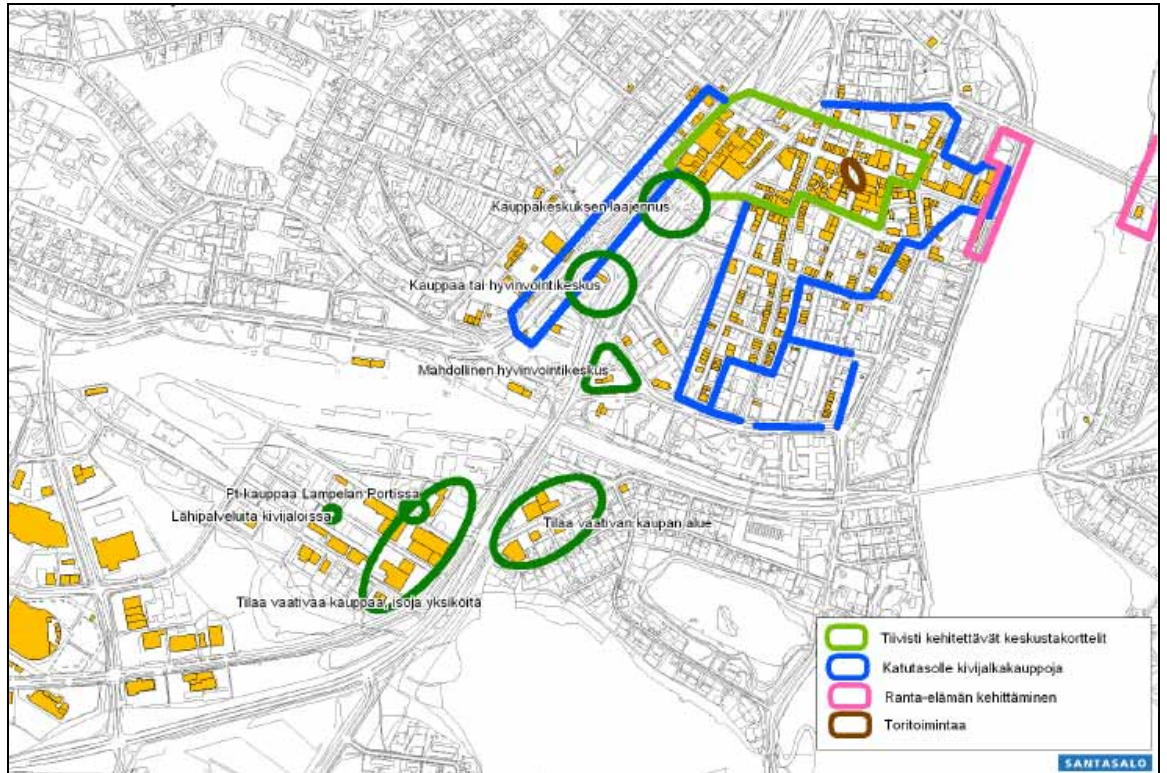 Kauppakeskuksen laajennus
Kauppaa tai hyvinvointikeskus
Mahdollinen hyvinvointikeskus
Pt-kauppaa Lampelan Portissa
Lähipalveluita kivijaloissa
Tilaa vaativan kaupan alue
Tilaa vaativaa kauppaa, isoja yksiköitä
Tiivisti kehitettävät keskustakorttelit
Katutasolle kivijalkakauppoja
Ranta-elämän kehittäminen
Toritoimintaa
SANTASALO